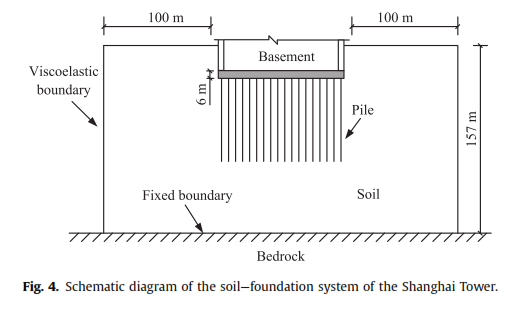 100 m
100 m
Basement
Viscoelastic
boundary
6 m
Pile
157 m
Fixed boundary
Soil
Bedrock
Fig. 4. Schematic diagram of the soil–foundation system of the Shanghai Tower.